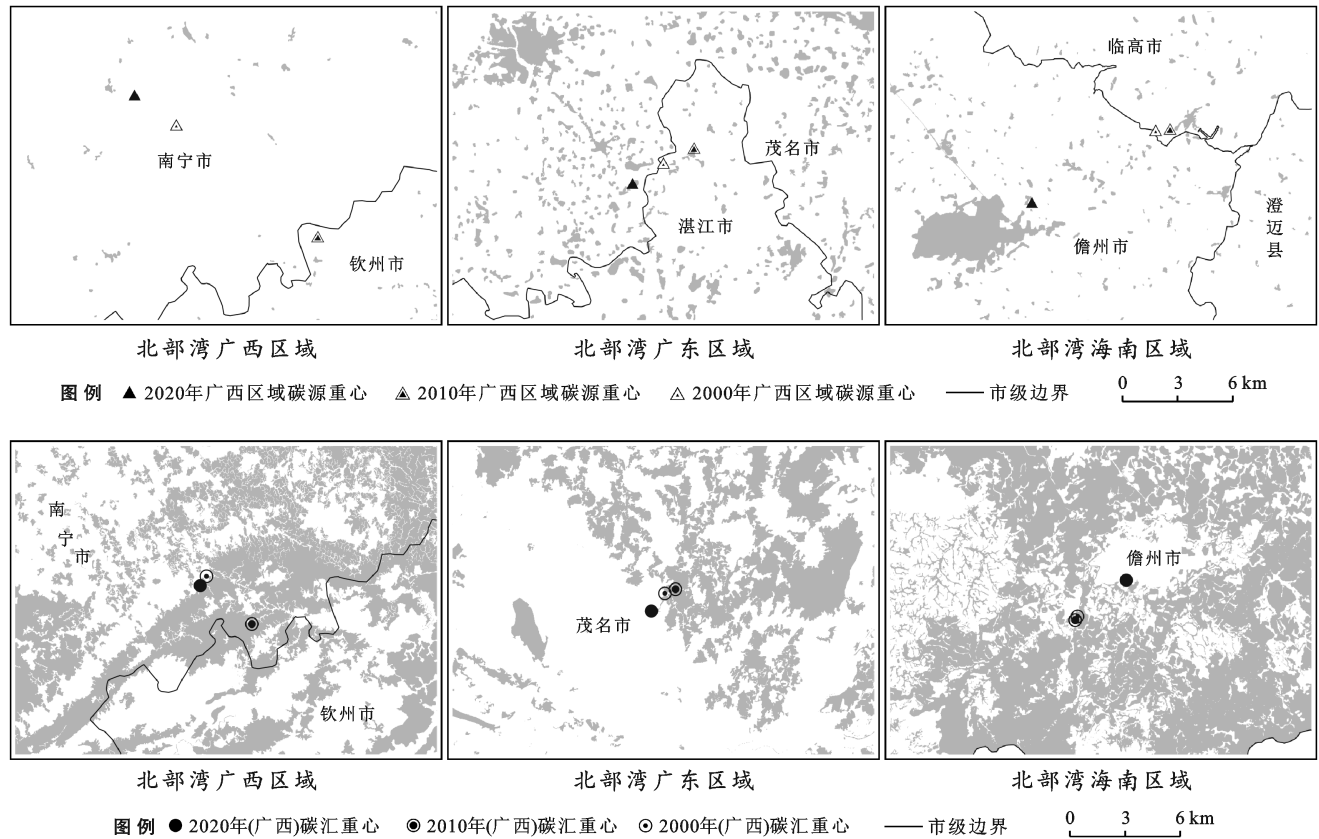 南宁市
钦州市
茂名市
湛江市
临高市
澄迈县
儋州市
北部湾广西区域
北部湾广东区域
北部湾海南区域
图例 2020年广西区域碳源重心 2010年广西区域碳源重心 2000年广西区域碳源重心 市级边界 0 3 6 km
南宁市
钦州市
茂名市
儋州市
北部湾广西区域
北部湾广东区域
北部湾海南区域
图例 2020年(广西)碳汇重心 2010年(广西)碳汇重心 2000年(广西)碳汇重心 市级边界 0 3 6 km